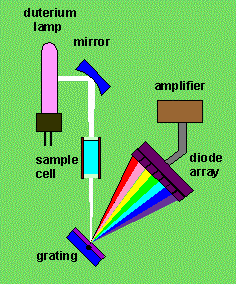 duterium
lamp
mirror
amplifier
sample
cell
diode
array
grating